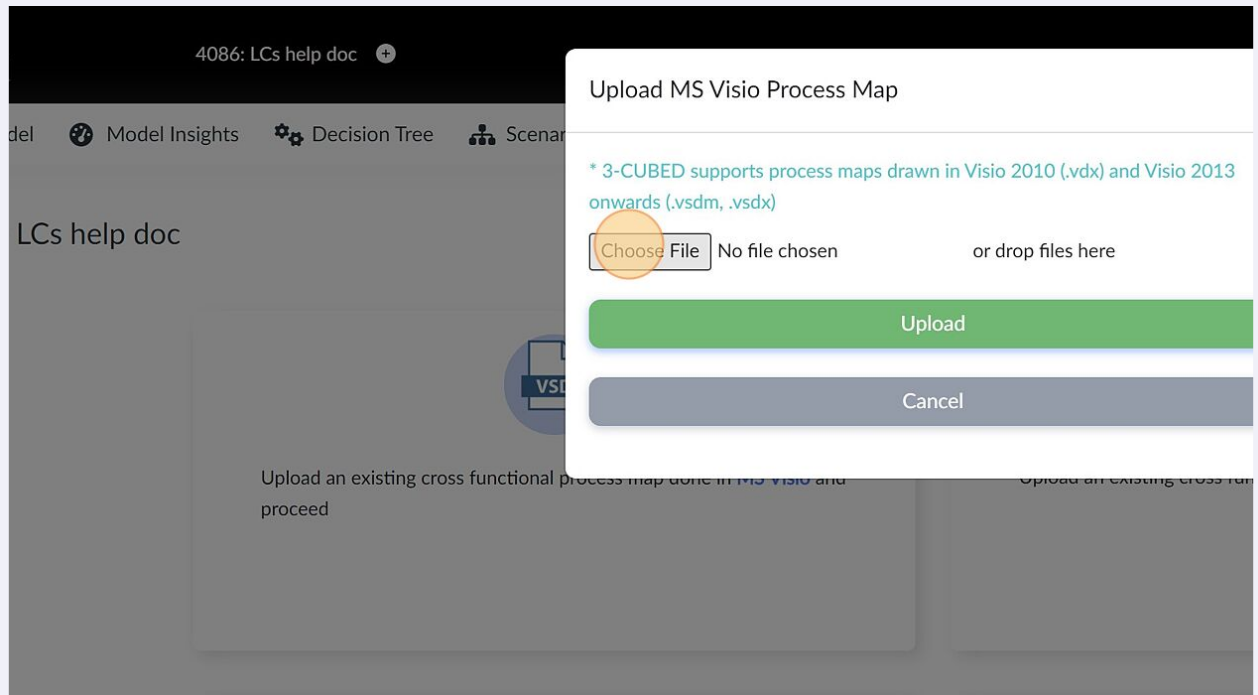 4086: LCs help doc
Upload MS Visio Process Map
del Model Insights Decision Tree Scenar
* 3-CUBED supports process maps drawn in Visio 2010 (.vdx) and Visio 2013
onwards (.vsdm, .vsdx)
LCs help doc
Choose File No file chosen or drop files here
Upload
VSD
Cancel
Upload an existing cross functional process map done in MS Visio and
proceed
Upload an existing cross fun